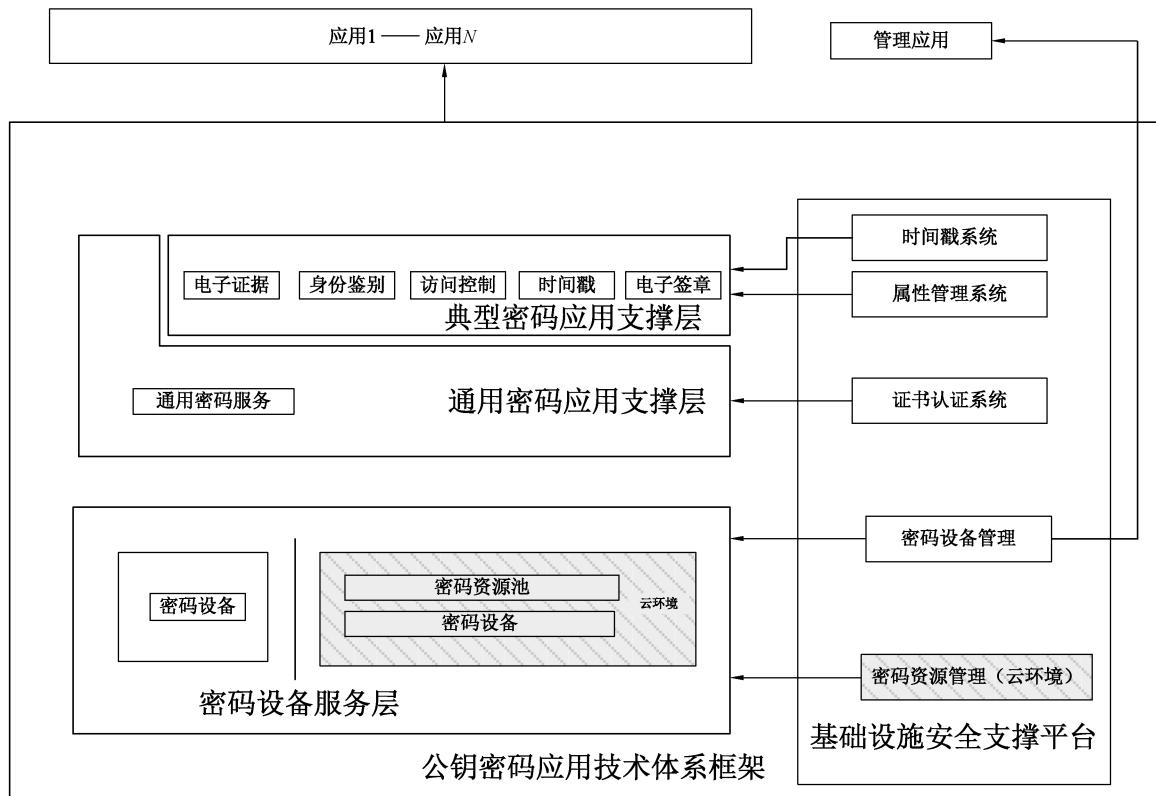 应用1 —— 应用N
管理应用
时间戳系统
电子证据 身份鉴别 访问控制 时间戳 电子签章
属性管理系统
典型密码应用支撑层
通用密码服务
通用密码应用支撑层
证书认证系统
密码设备管理
密码设备
密码资源池
密码设备
云环境
密码资源管理（云环境）
密码设备服务层
基础设施安全支撑平台
公钥密码应用技术体系框架